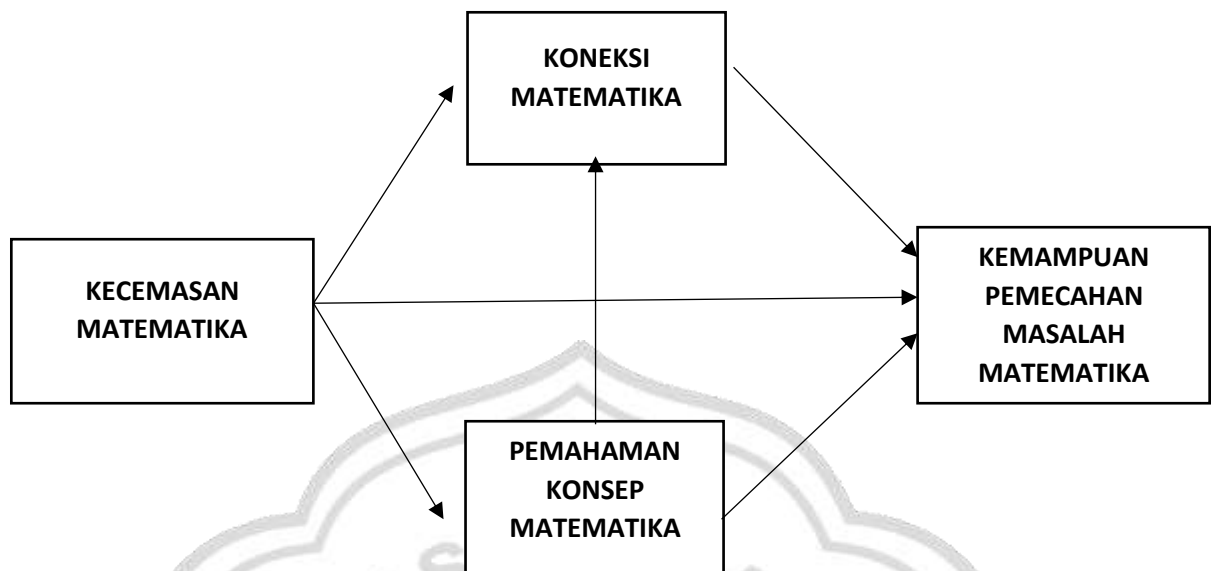 KONEKSI
MATEMATIKA
KECEMASAN
MATEMATIKA
KEMAMPUAN
PEMECAHAN
MASALAH
MATEMATIKA
PEMAHAMAN
KONSEP
MATEMATIKA